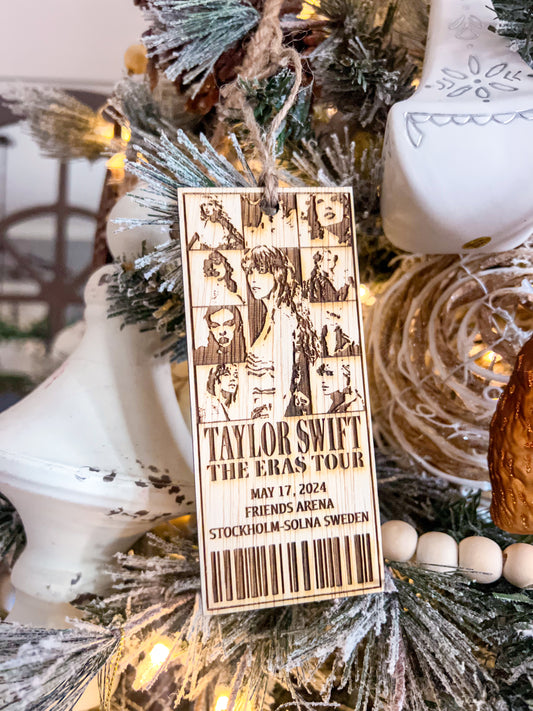 TAYLOR SWIFT
THE ERAS TOUR
MAY 17, 2024
FRIENDS ARENA
STOCKHOLM-SOLNA SWEDEN